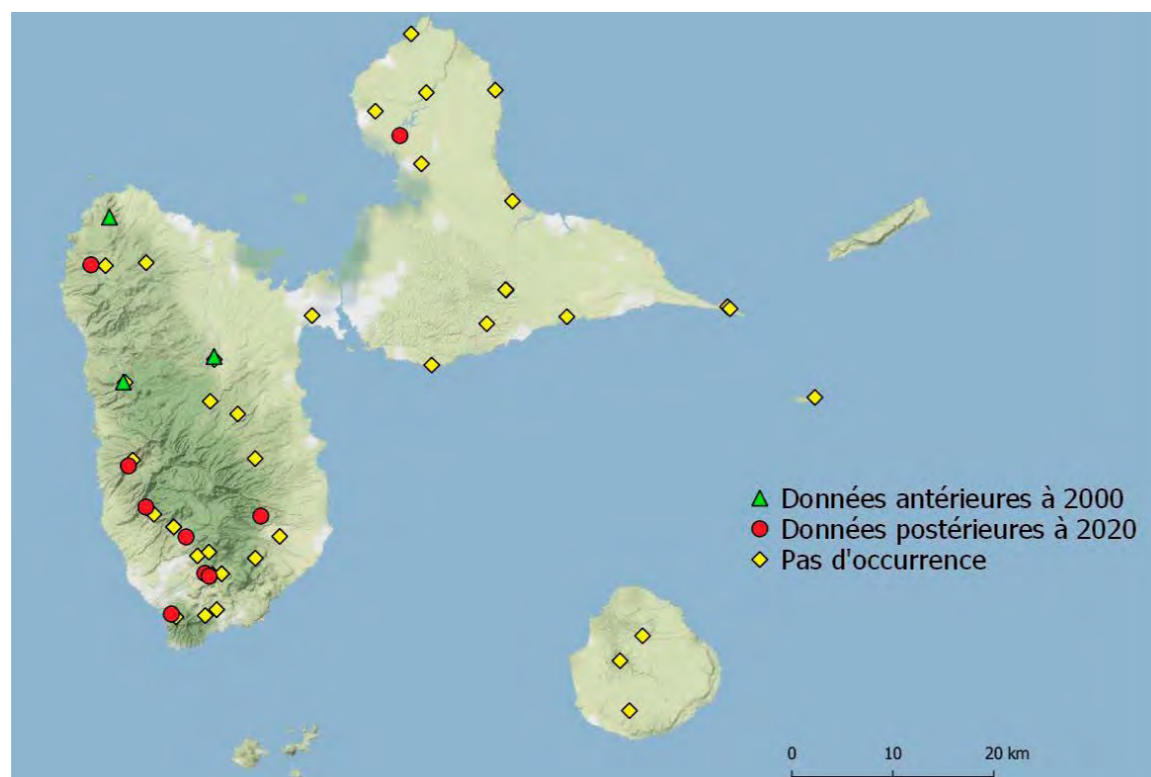 Données antérieures à 2000
Données postérieures à 2020
Pas d'occurrence
0 10 20 km